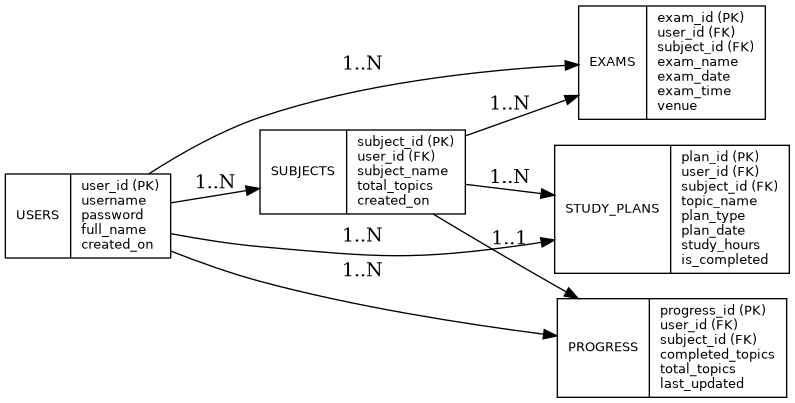 USERS
user_id (PK)
username
password
full_name
created_on
1..N
1..N
1..N
1..N
SUBJECTS
subject_id (PK)
user_id (FK)
subject_name
total_topics
created_on
1..N
1..N
1..1
EXAMS
exam_id (PK)
user_id (FK)
subject_id (FK)
exam_name
exam_date
exam_time
venue
STUDY_PLANS
plan_id (PK)
user_id (FK)
subject_id (FK)
topic_name
plan_type
plan_date
study_hours
is_completed
PROGRESS
progress_id (PK)
user_id (FK)
subject_id (FK)
completed_topics
total_topics
last_updated